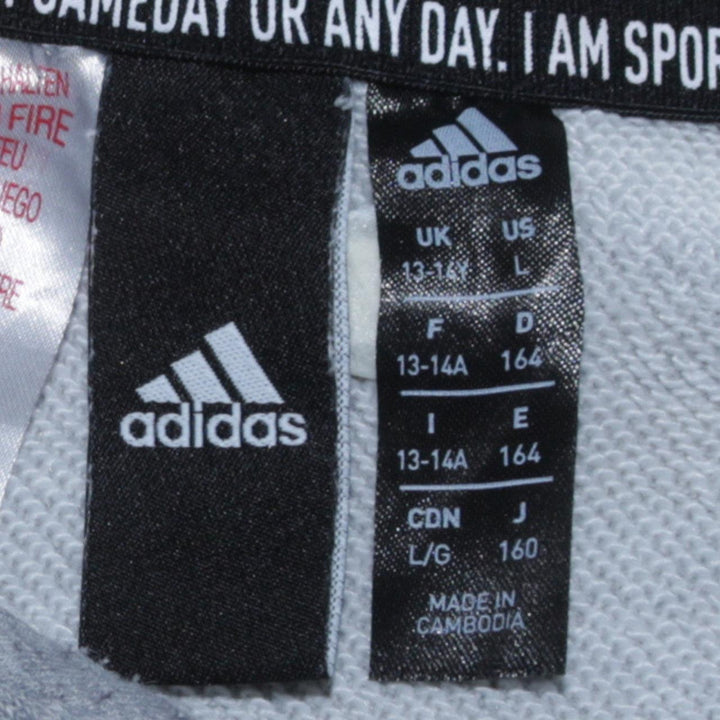 GAMEDAY OR ANY DAY. I AM SPOR
HALTEN
FIRE
EU
EGO
RE
adidas
adidas
UK US
13-14Y L
F D
13-14A 164
I E
13-14A 164
CDN J
L/G 160
MADE IN
CAMBODIA